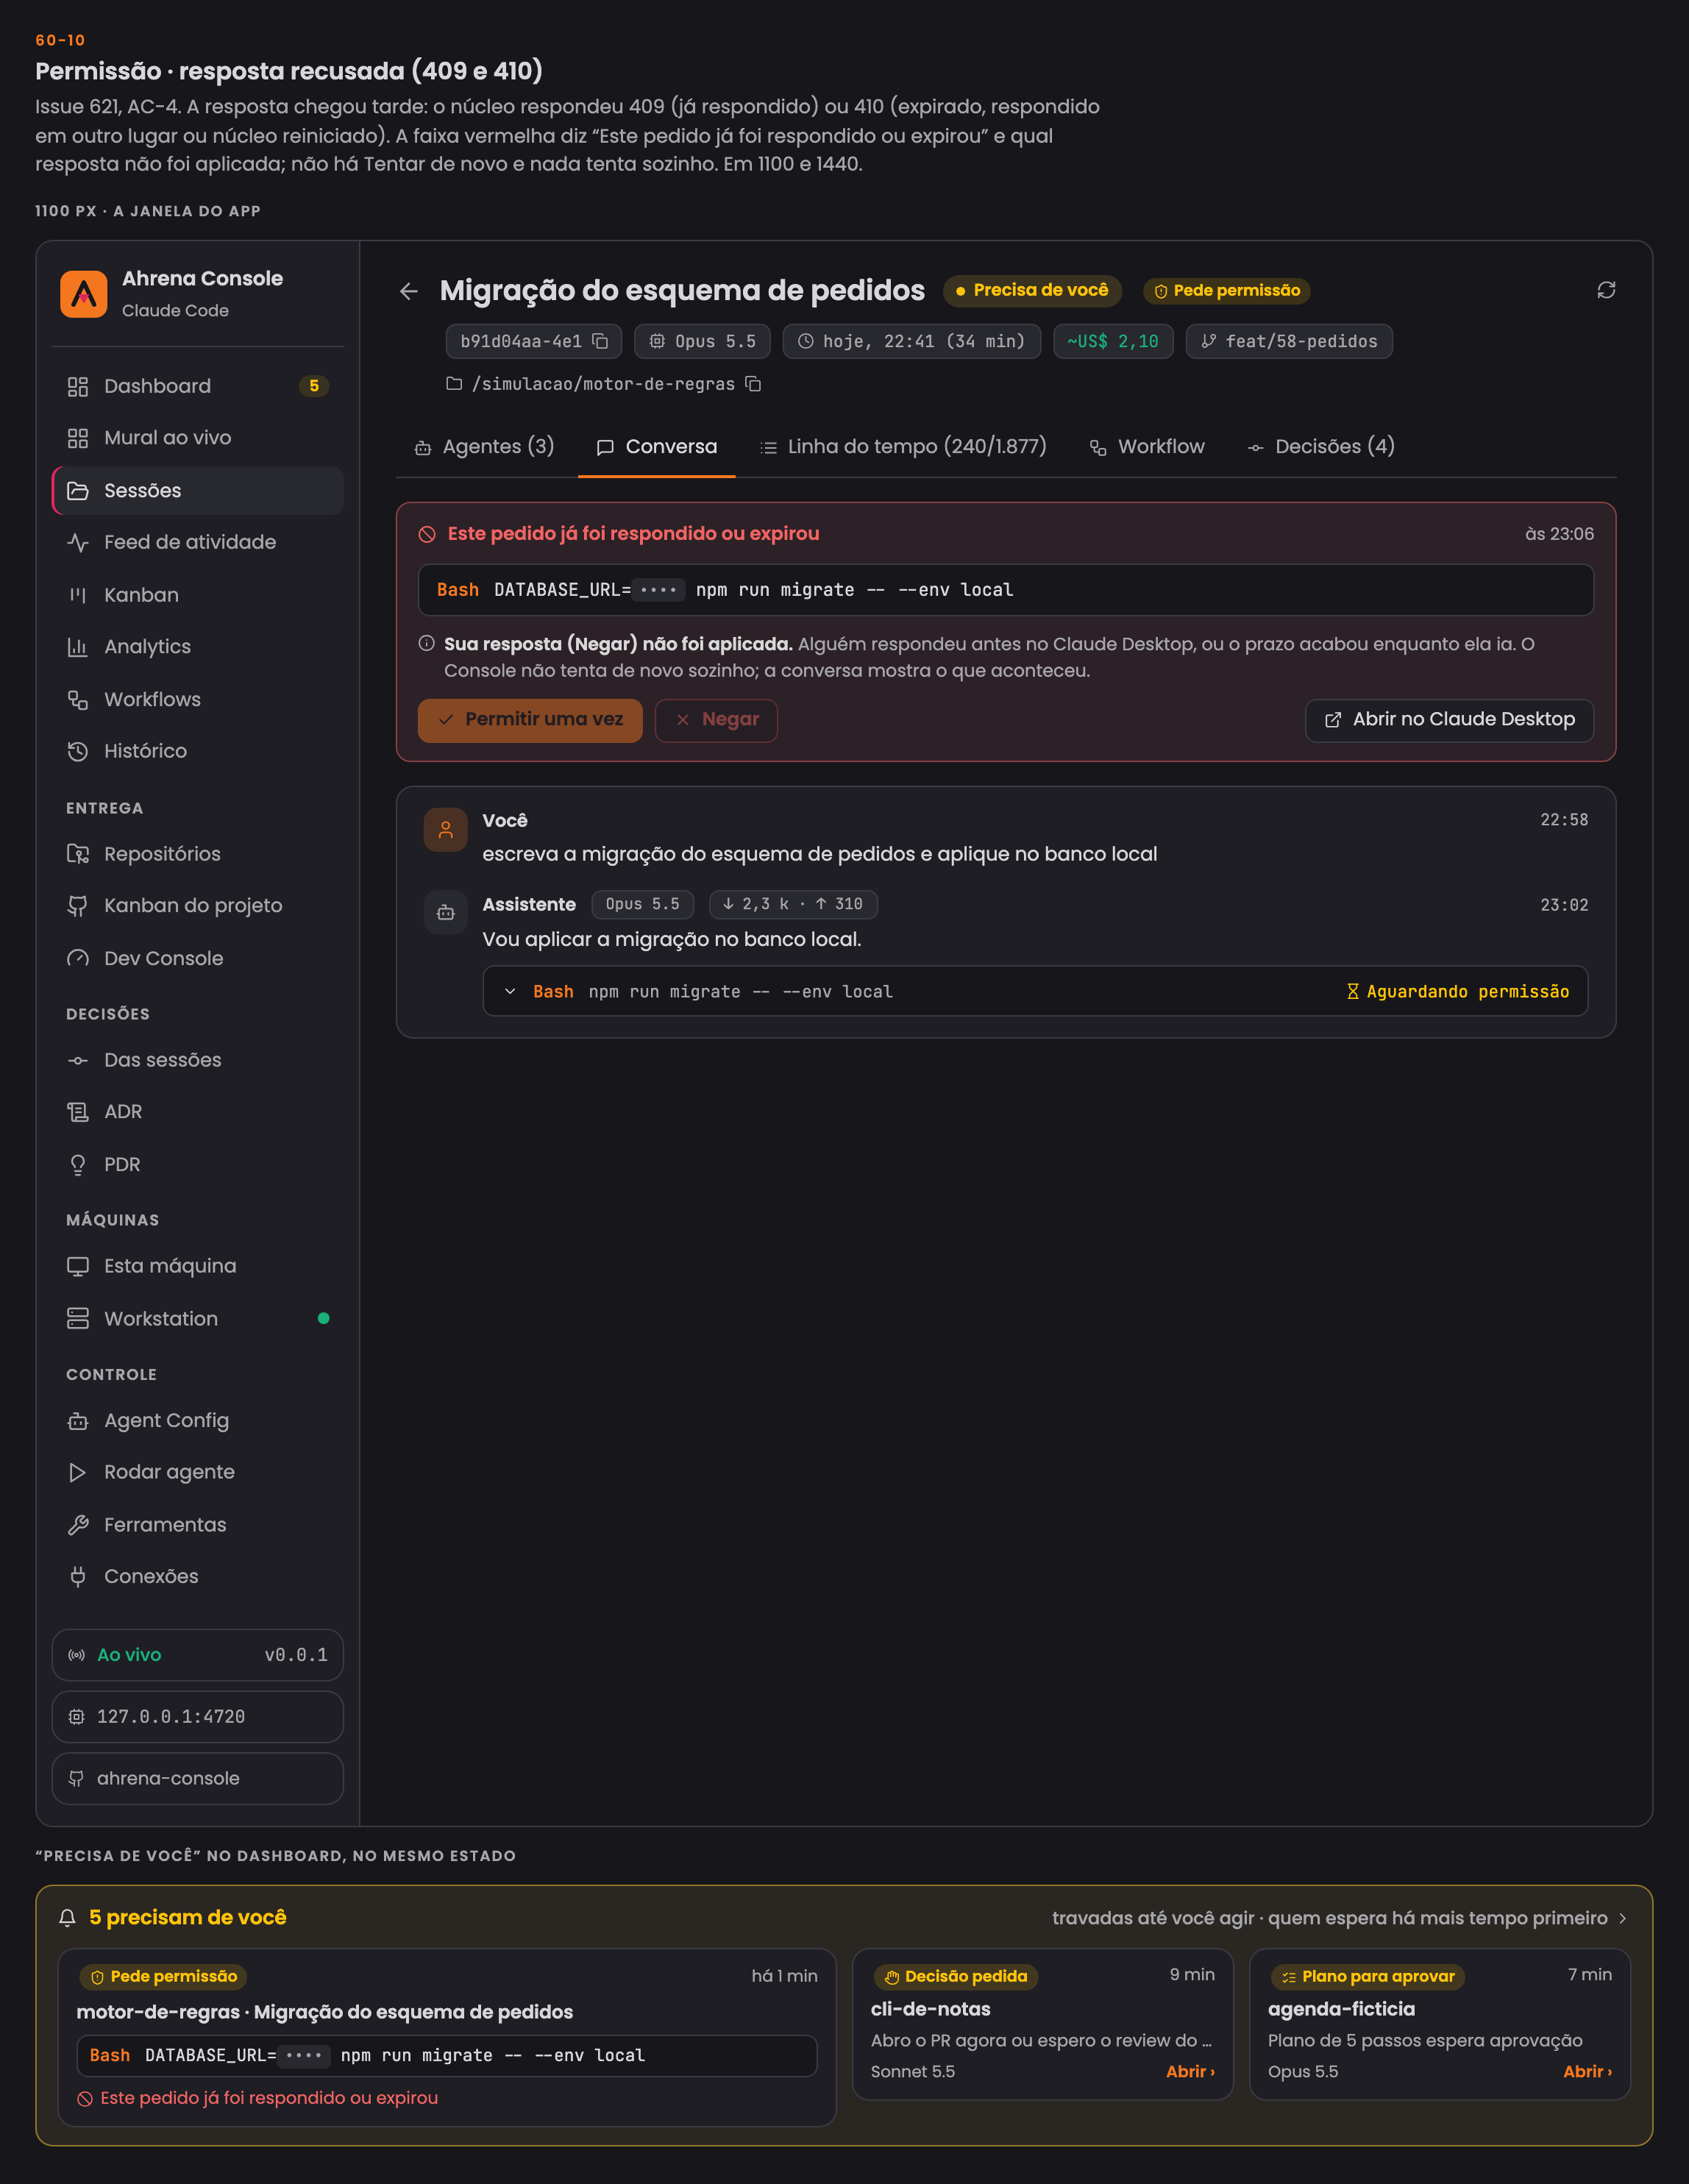 60-10
Permissão · resposta recusada (409 e 410)
Issue 621, AC-4. A resposta chegou tarde: o núcleo respondeu 409 (já respondido) ou 410 (expirado, respondido
em outro lugar ou núcleo reiniciado). A faixa vermelha diz “Este pedido já foi respondido ou expirou” e qual
resposta não foi aplicada; não há Tentar de novo e nada tenta sozinho. Em 1100 e 1440.
1100 PX · A JANELA DO APP
Ahrena Console
Claude Code
Dashboard 5
Mural ao vivo
Sessões
Feed de atividade
Kanban
Analytics
Workflows
Histórico
ENTREGA
Repositórios
Kanban do projeto
Dev Console
DECISÕES
Das sessões
ADR
PDR
MÁQUINAS
Esta máquina
Workstation
CONTROLE
Agent Config
Rodar agente
Ferramentas
Conexões
Ao vivo v0.0.1
127.0.0.1:4720
ahrena-console
Migração do esquema de pedidos Precisa de você Pede permissão
b91d04aa-4e1 Opus 5.5 hoje, 22:41 (34 min) ~US$ 2,10 feat/58-pedidos
/simulacao/motor-de-regras
Agentes (3) Conversa Linha do tempo (240/1.877) Workflow Decisões (4)
Este pedido já foi respondido ou expirou às 23:06
Bash DATABASE_URL=•••• npm run migrate -- --env local
Sua resposta (Negar) não foi aplicada. Alguém respondeu antes no Claude Desktop, ou o prazo acabou enquanto ela ia. O
Console não tenta de novo sozinho; a conversa mostra o que aconteceu.
Permitir uma vez Negar Abrir no Claude Desktop
Você 22:58
escreva a migração do esquema de pedidos e aplique no banco local
Assistente Opus 5.5 ↓ 2,3 k · ↑ 310 23:02
Vou aplicar a migração no banco local.
Bash npm run migrate -- --env local Aguardando permissão
“PRECISA DE VOCÊ” NO DASHBOARD, NO MESMO ESTADO
5 precisam de você travadas até você agir · quem espera há mais tempo primeiro ›
Pede permissão há 1 min
motor-de-regras · Migração do esquema de pedidos
Bash DATABASE_URL=•••• npm run migrate -- --env local
Este pedido já foi respondido ou expirou
Decisão pedida 9 min
cli-de-notas
Abro o PR agora ou espero o review do …
Sonnet 5.5 Abrir ›
Plano para aprovar 7 min
agenda-ficticia
Plano de 5 passos espera aprovação
Opus 5.5 Abrir ›